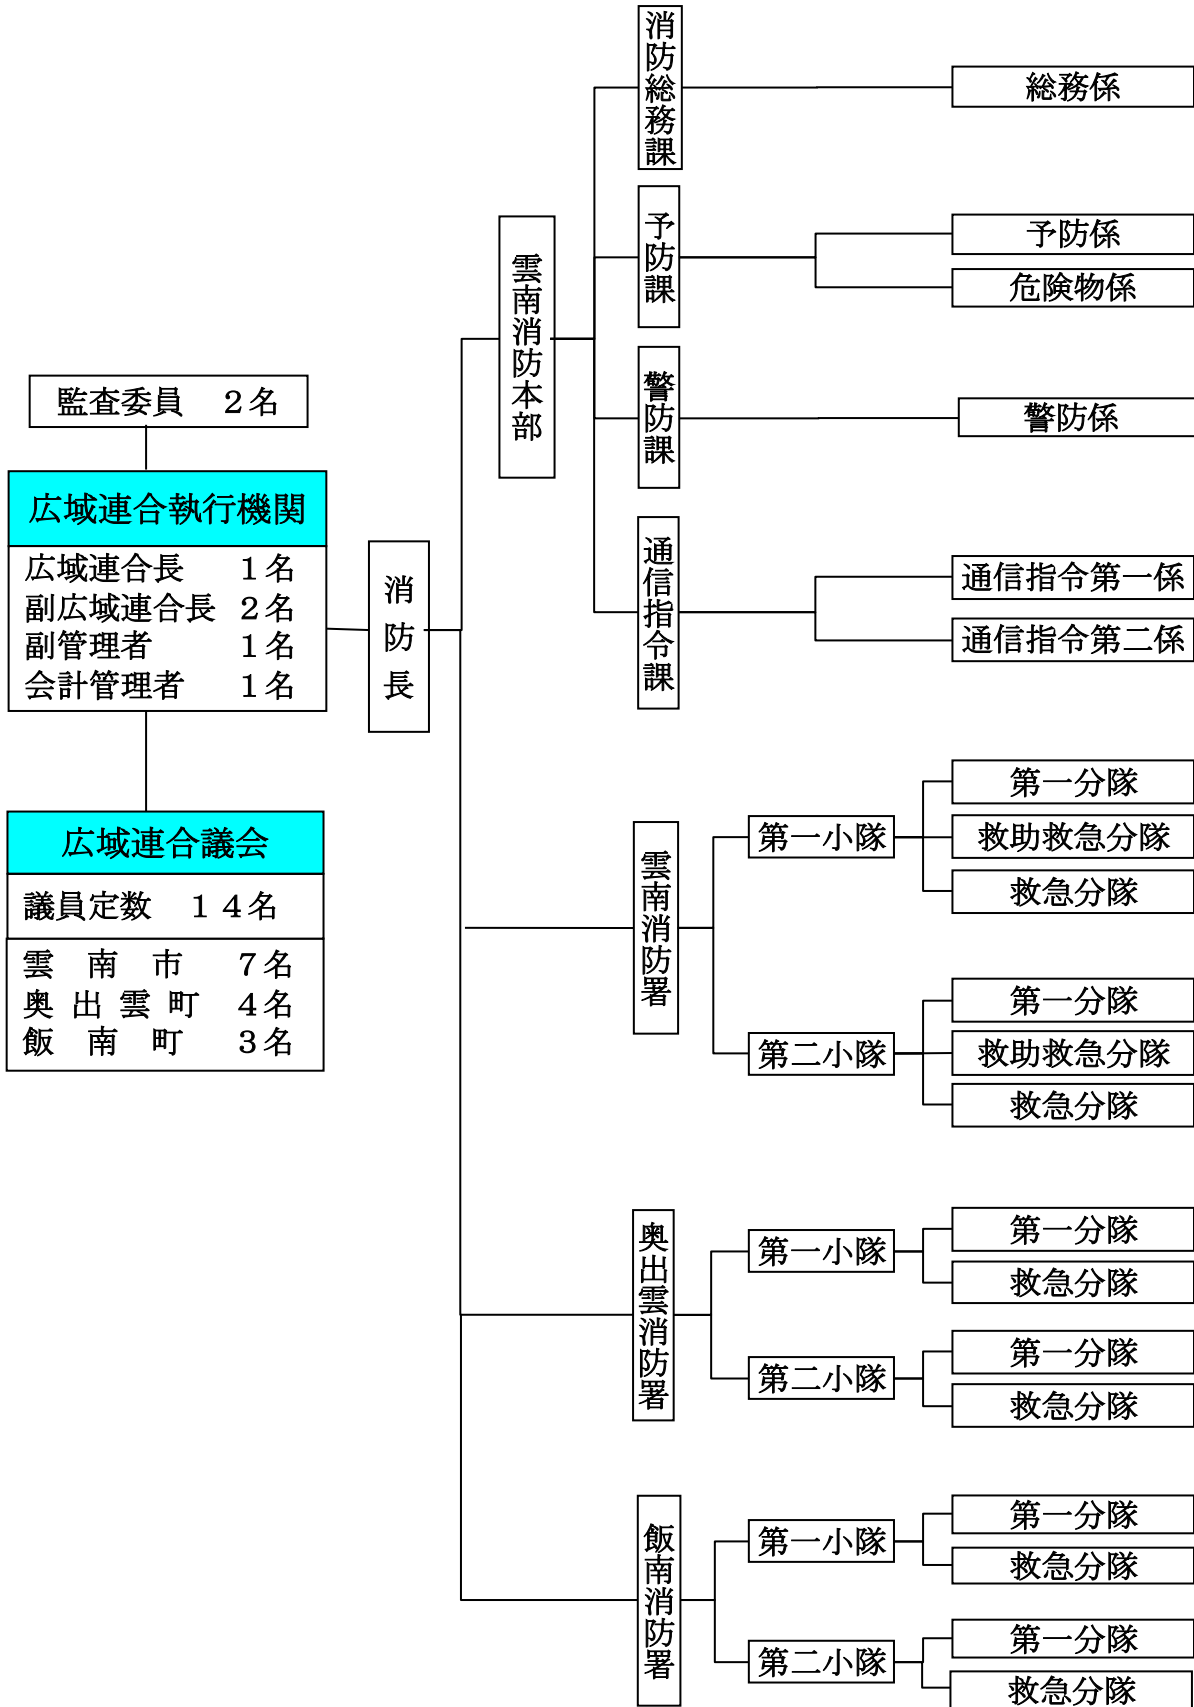 監査委員　２名
広域連合執行機関
広域連合長　１名
副広域連合長　２名
副管理者　１名
会計管理者　１名
広域連合議会
議員定数　１４名
雲　南　市　７名
奥 出 雲 町　４名
飯　南　町　３名
消防長
雲南消防本部
消防総務課
総務係
予防課
予防係
危険物係
警防課
警防係
通信指令課
通信指令第一係
通信指令第二係
雲南消防署
第一小隊
第一分隊
救助救急分隊
救急分隊
第二小隊
第一分隊
救助救急分隊
救急分隊
奥出雲消防署
第一小隊
第一分隊
救急分隊
第二小隊
第一分隊
救急分隊
飯南消防署
第一小隊
第一分隊
救急分隊
第二小隊
第一分隊
救急分隊